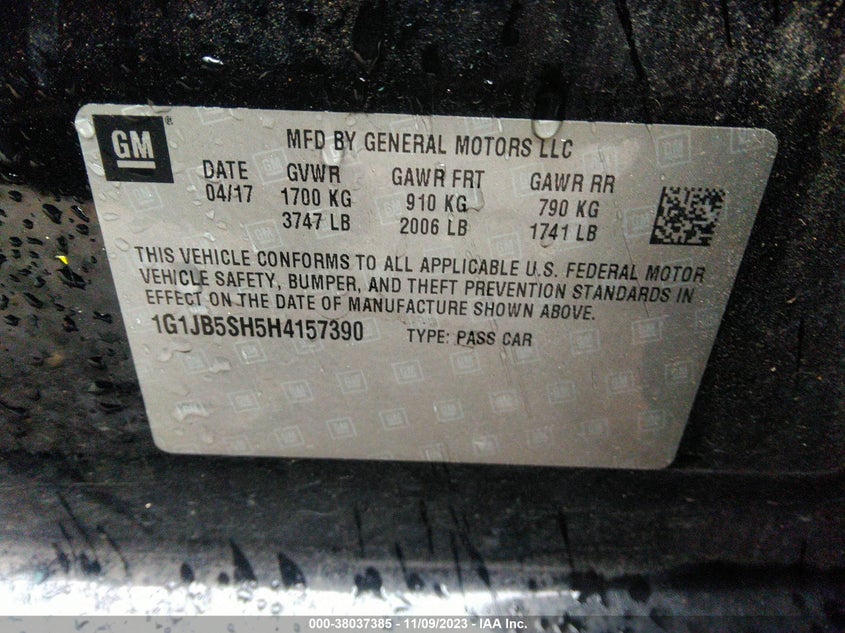 GM®
MFD BY GENERAL MOTORS LLC
DATE GVWR GAWR FRT GAWR RR
04/17 1700 KG 910 KG 790 KG
3747 LB 2006 LB 1741 LB
THIS VEHICLE CONFORMS TO ALL APPLICABLE U.S. FEDERAL MOTOR
VEHICLE SAFETY, BUMPER, AND THEFT PREVENTION STANDARDS IN
EFFECT ON THE DATE OF MANUFACTURE SHOWN ABOVE.
1G1JB5SH5H4157390 TYPE: PASS CAR
000-38037385 - 11/09/2023 - IAA Inc.